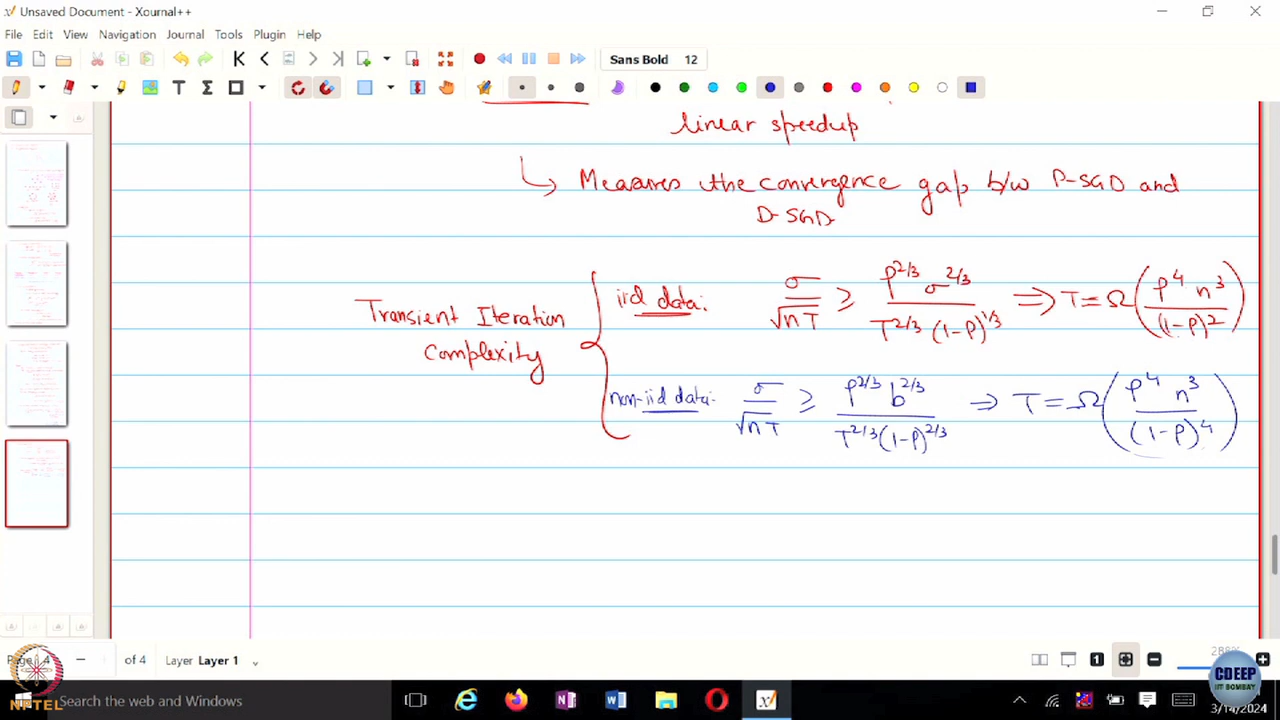 Unsaved Document - Xournal++
File Edit View Navigation Journal Tools Plugin Help
Sans Bold 12
linear speedup
↳ Measures the convergence gap b/w P-SGD and
D-SGD
Transient Iteration Complexity
iid data: σ/√nT ≥ ρ^2/3 σ^2/3 / T^2/3 (1-ρ)^1/3 ⟹ T = Ω(ρ^4 n^3 / (1-ρ)^2)
non-iid data: σ/√nT ≥ ρ^2/3 b^2/3 / T^2/3 (1-ρ)^2/3 ⇒ T = Ω(ρ^4 n^3 / (1-ρ)^4)
Page 4 of 4 Layer Layer 1 288%
NPTEL
Search the web and Windows
CDEEP
IIT BOMBAY
3/14/2024